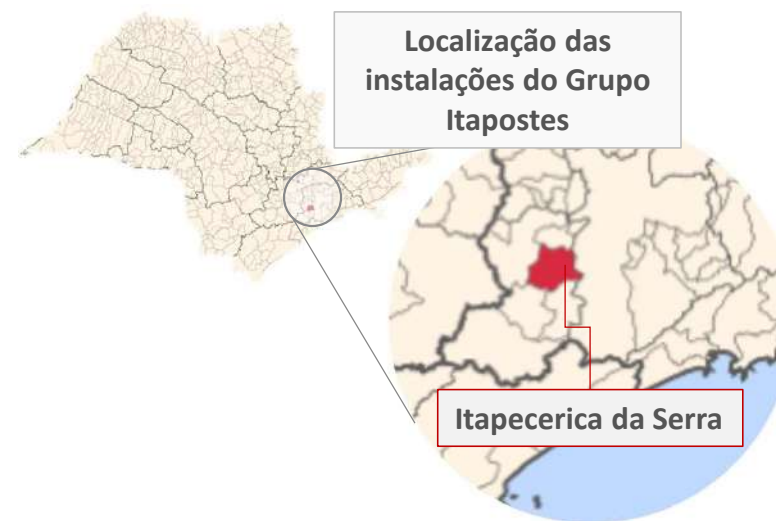 Localização das
instalações do Grupo
Itapostes
Itapecerica da Serra